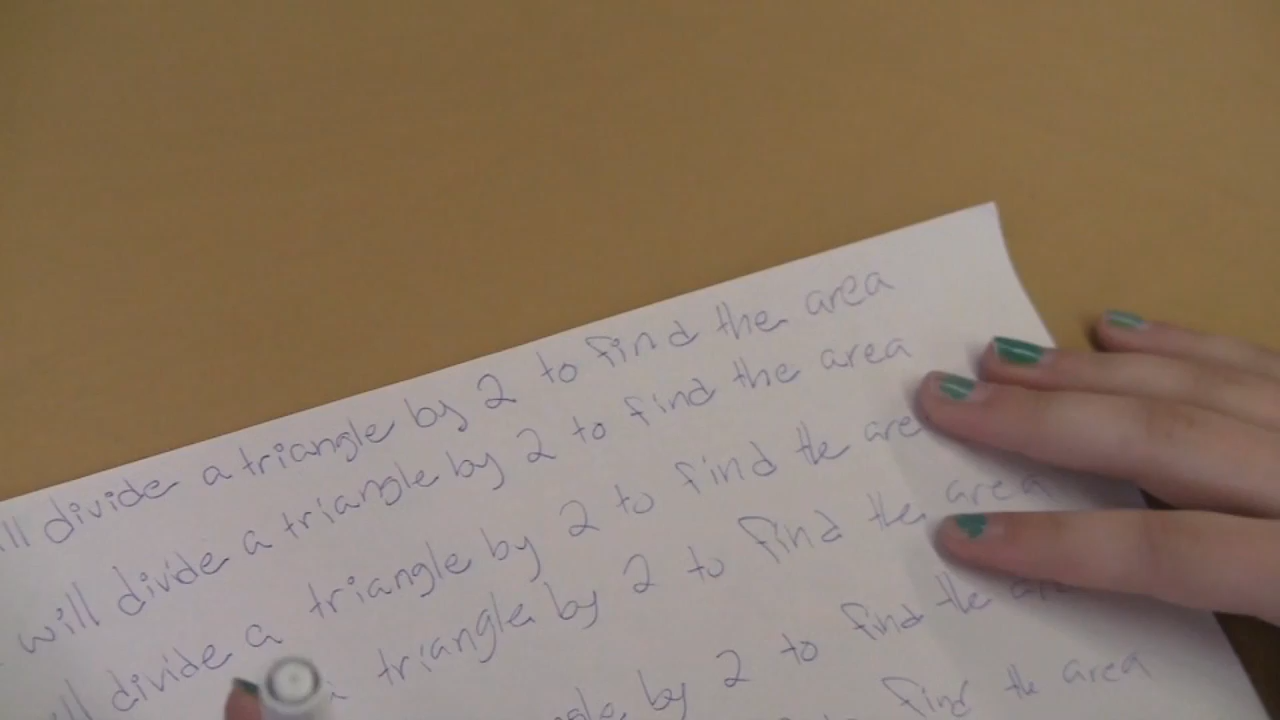 ll divide a triangle by 2 to find the area
will divide a triangle by 2 to find the area
ll divide a triangle by 2 to find the are
triangle by 2 to find the area
by 2 to find the
find the area